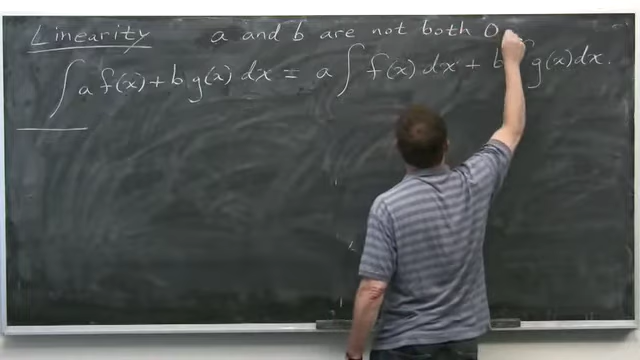 Linearity a and b are not both 0
∫ a f(x) + b g(x) dx = a ∫ f(x) dx + b ∫ g(x) dx.